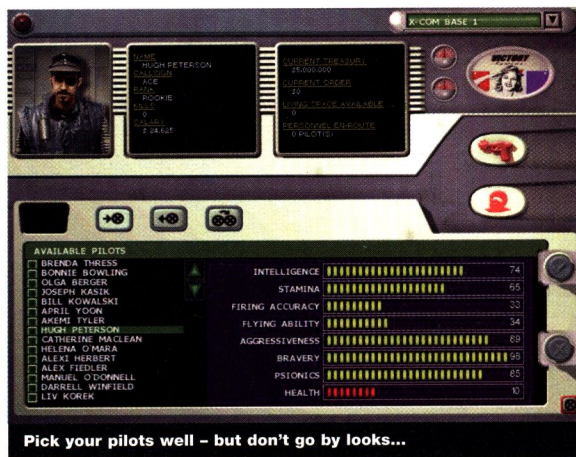 X-COM BASE 1
NAME
HUGH PETERSON
CALLSIGN
ACE
RANK
ROOKIE
KILLS
0
SALARY
$ 24,625
CURRENT TREASURY
25,000,000
CURRENT ORDER
$0
LIVING SPACE AVAILABLE
0
PERSONNEL EN-ROUTE
0 PILOT(S)
VICTORY
AVAILABLE PILOTS
BRENDA THRESS
BONNIE BOWLING
OLGA BERGER
JOSEPH KASIK
BILL KOWALSKI
APRIL YOON
AKEMI TYLER
HUGH PETERSON
CATHERINE MACLEAN
HELENA O'MARA
ALEXI HERBERT
ALEX FIEDLER
MANUEL O'DONNELL
DARRELL WINFIELD
LIV KOREK
INTELLIGENCE 74
STAMINA 65
FIRING ACCURACY 33
FLYING ABILITY 34
AGGRESSIVENESS 89
BRAVERY 98
PSIONICS 85
HEALTH 10
Pick your pilots well – but don't go by looks...